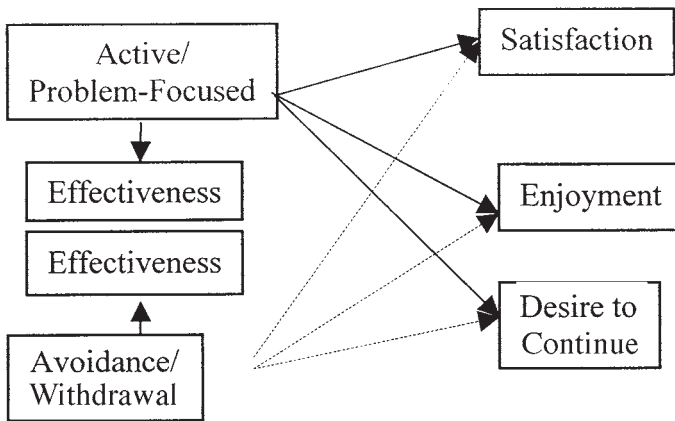 Active/
Problem-Focused
Effectiveness
Effectiveness
Avoidance/
Withdrawal
Satisfaction
Enjoyment
Desire to
Continue